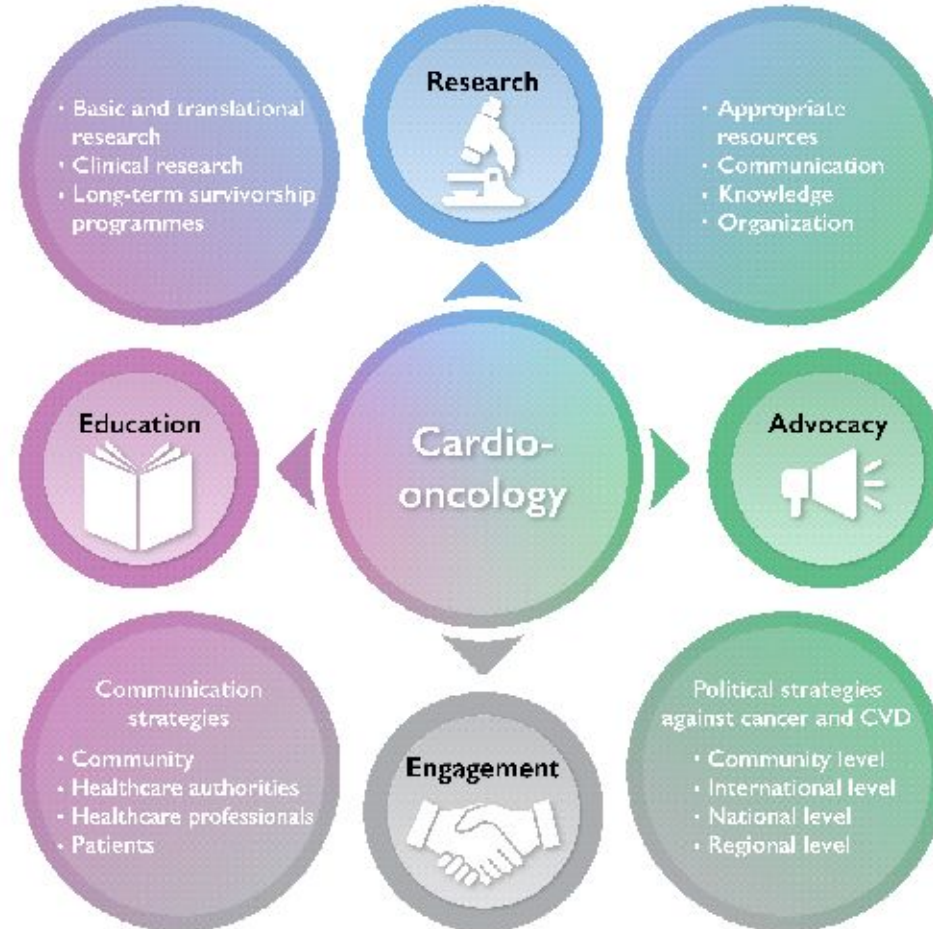 Research
• Basic and translational
research
• Clinical research
• Long-term survivorship
programmes
• Appropriate
resources
• Communication
• Knowledge
• Organization
Education
Cardio-
oncology
Advocacy
Communication
strategies
• Community
• Healthcare authorities
• Healthcare professionals
• Patients
Engagement
Political strategies
against cancer and CVD
• Community level
• International level
• National level
• Regional level